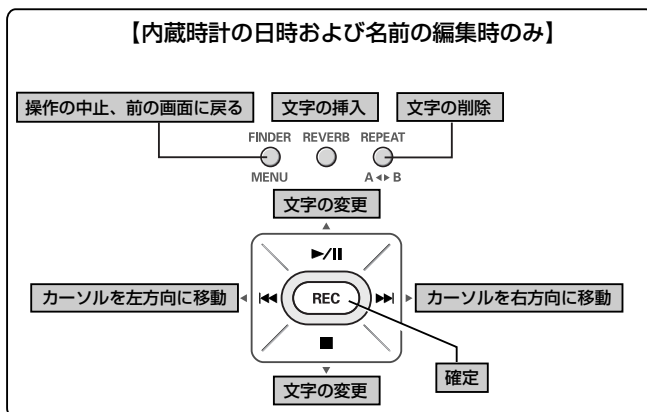 【内蔵時計の日時および名前の編集時のみ】
操作の中止、前の画面に戻る
文字の挿入
文字の削除
FINDER REVERB REPEAT
MENU
A◂▸B
文字の変更
►/II
カーソルを左方向に移動
REC
カーソルを右方向に移動
確定
文字の変更